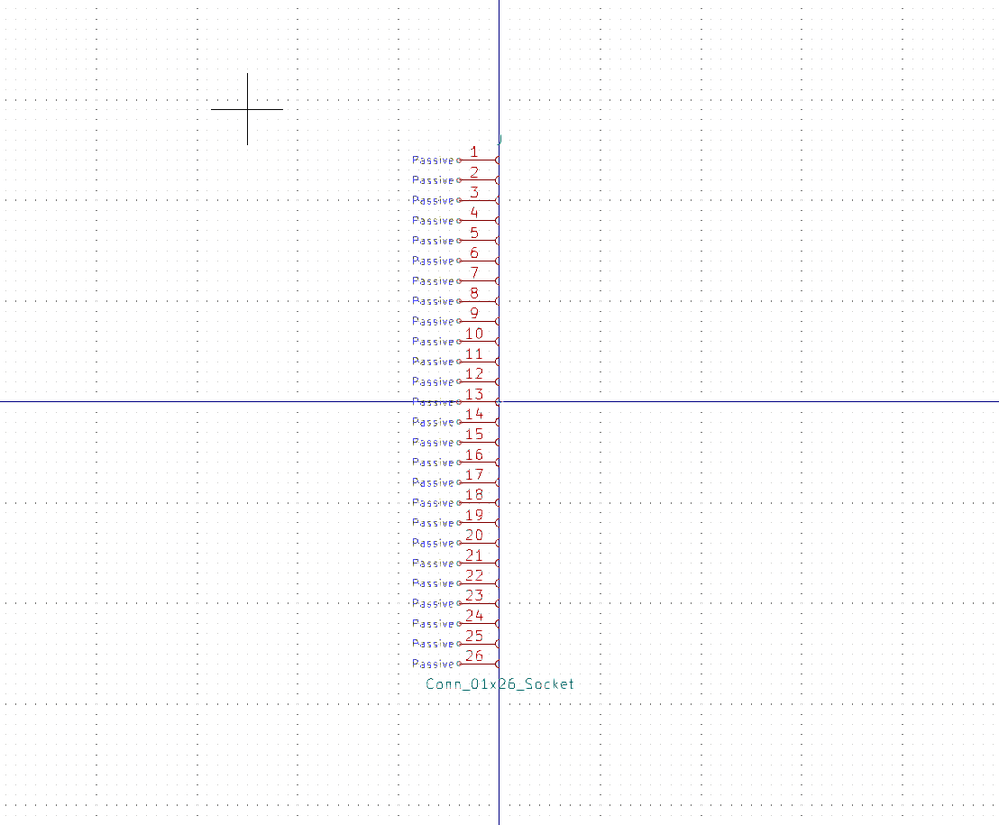 J
Passive 1
Passive 2
Passive 3
Passive 4
Passive 5
Passive 6
Passive 7
Passive 8
Passive 9
Passive 10
Passive 11
Passive 12
Passive 13
Passive 14
Passive 15
Passive 16
Passive 17
Passive 18
Passive 19
Passive 20
Passive 21
Passive 22
Passive 23
Passive 24
Passive 25
Passive 26
Conn_01x26_Socket